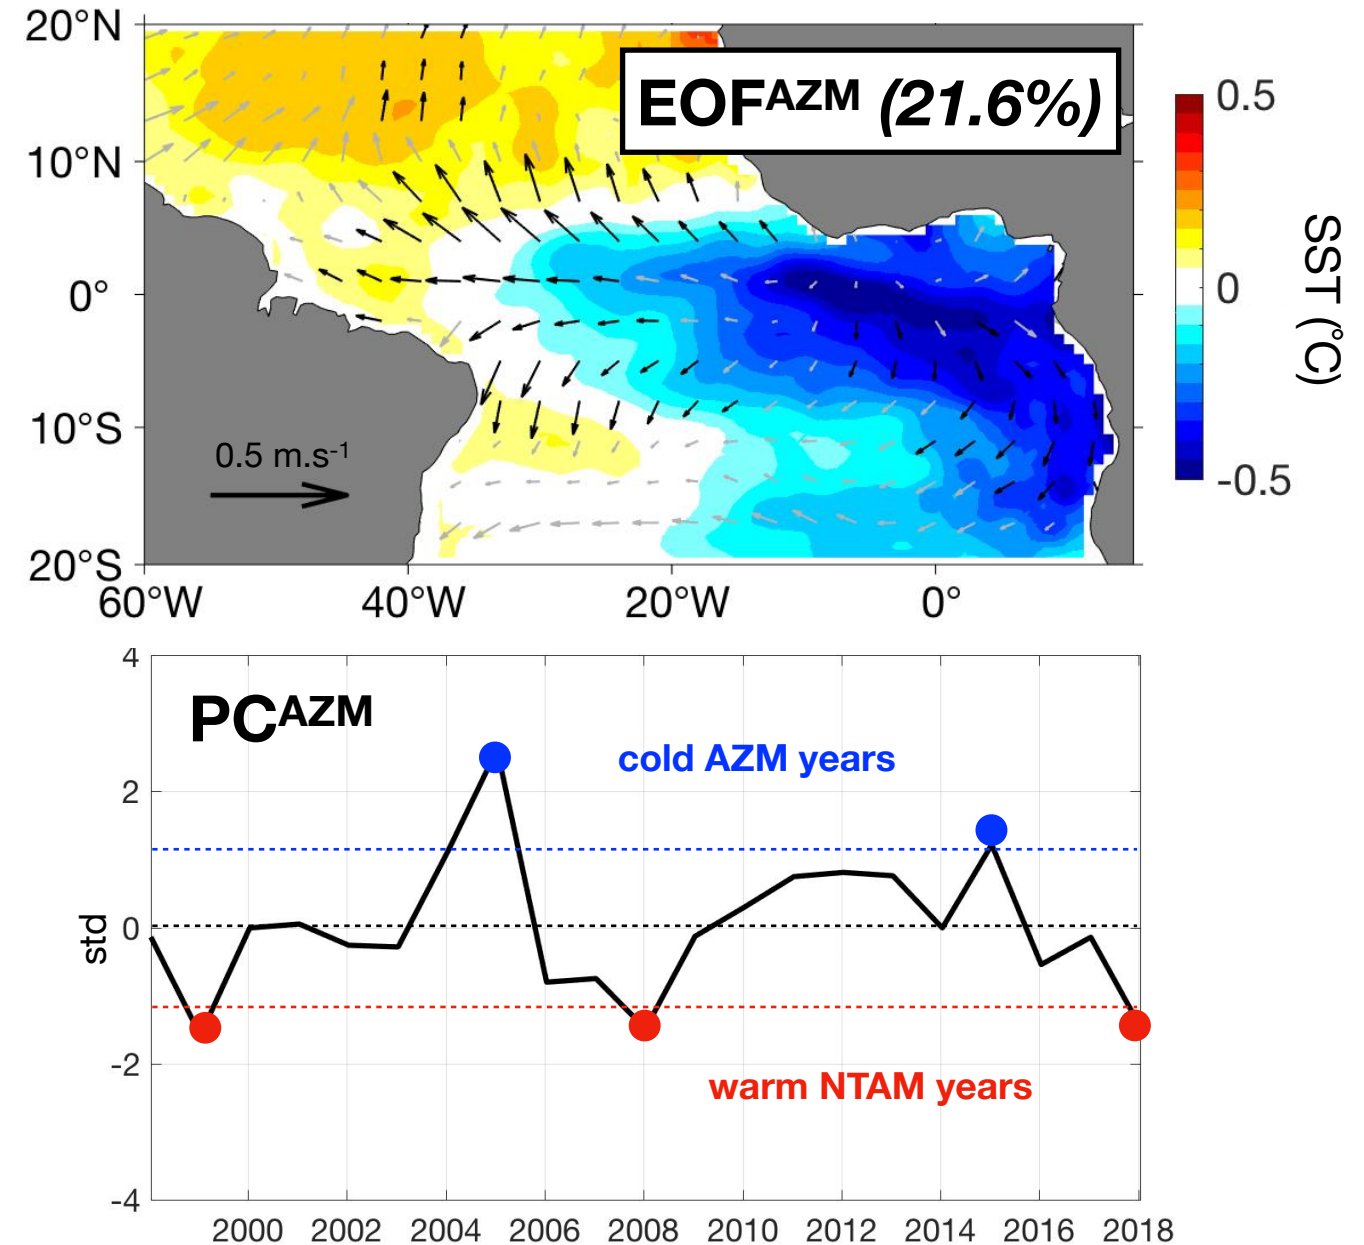 20°N
10°N
0°
10°S
20°S
60°W 40°W 20°W 0°
EOFᴬᶻᴹ (21.6%)
0.5 m.s⁻¹
0.5
0
-0.5
SST (°C)
4
2
0
-2
-4
std
PCᴬᶻᴹ
cold AZM years
warm NTAM years
2000 2002 2004 2006 2008 2010 2012 2014 2016 2018